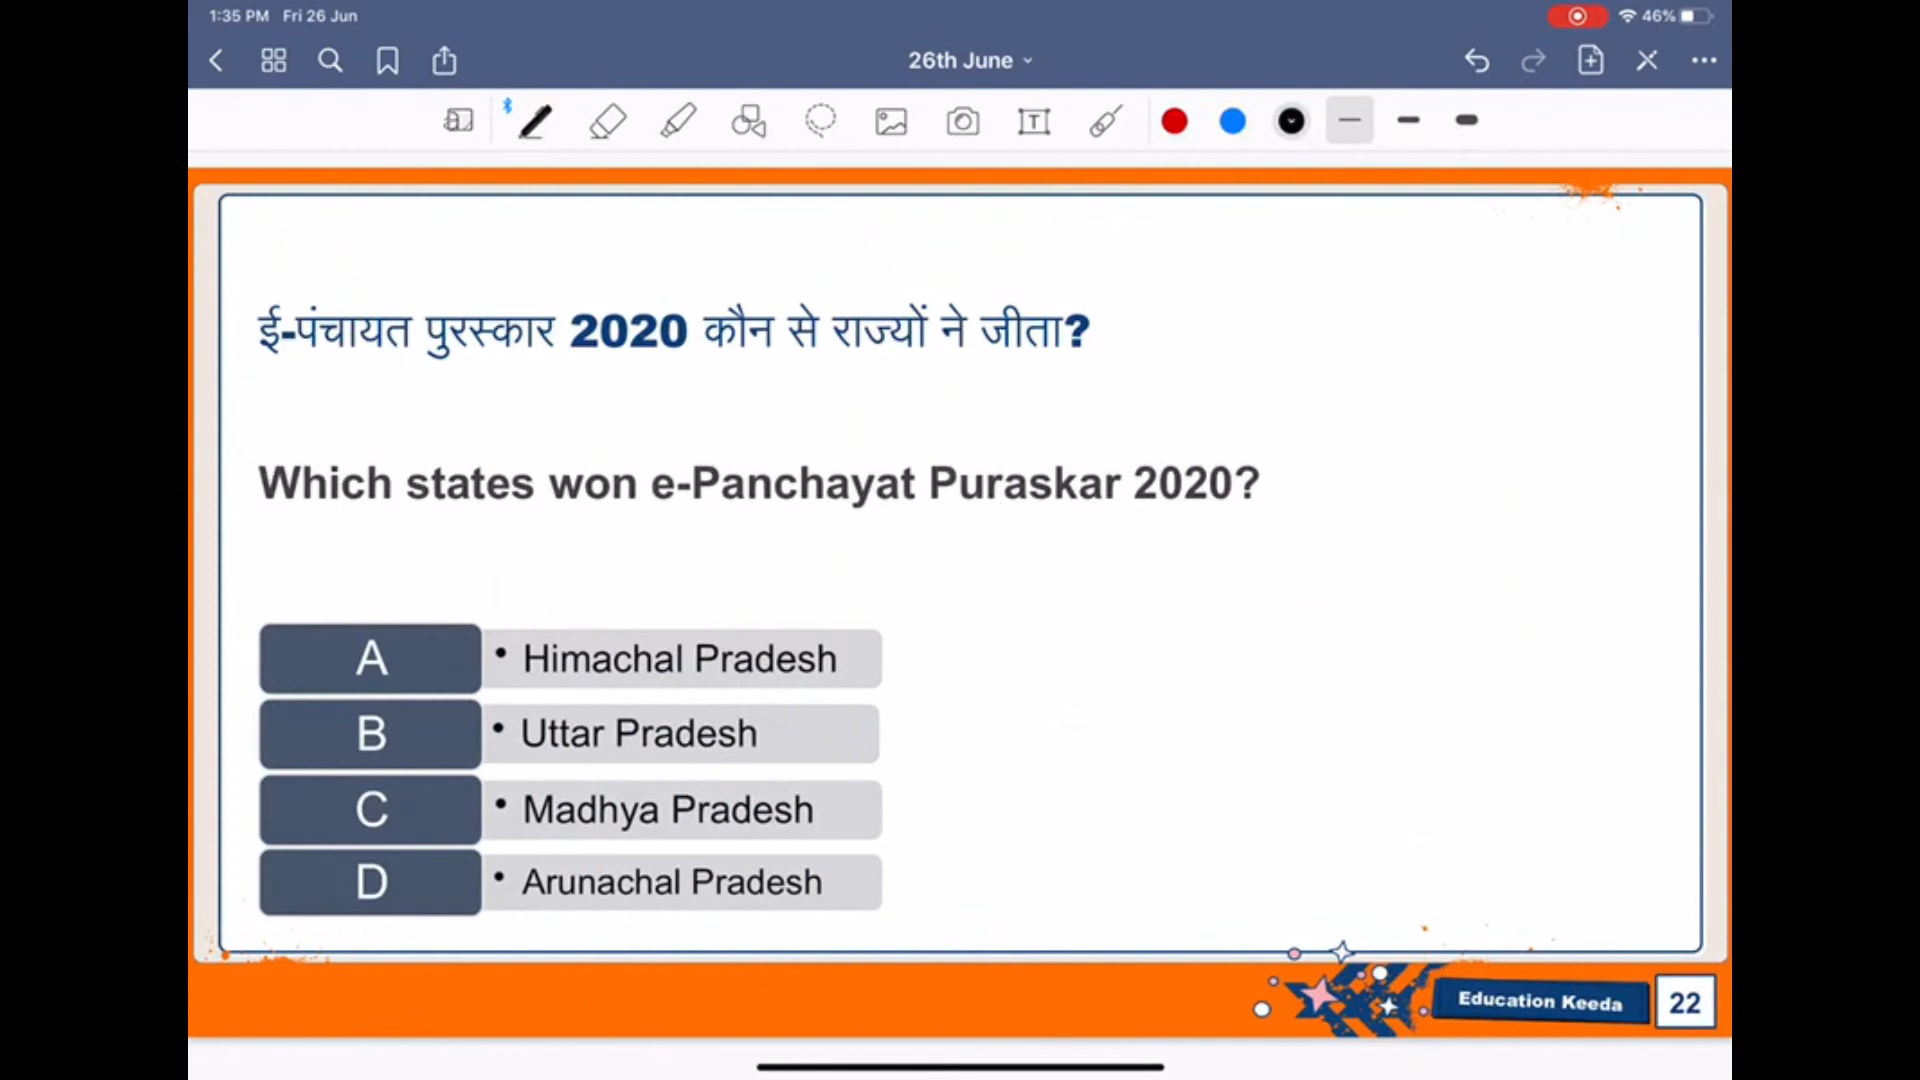 1:35 PM Fri 26 Jun
46%
26th June
ई-पंचायत पुरस्कार 2020 कौन से राज्यों ने जीता?
Which states won e-Panchayat Puraskar 2020?
A • Himachal Pradesh
B • Uttar Pradesh
C • Madhya Pradesh
D • Arunachal Pradesh
Education Keeda 22